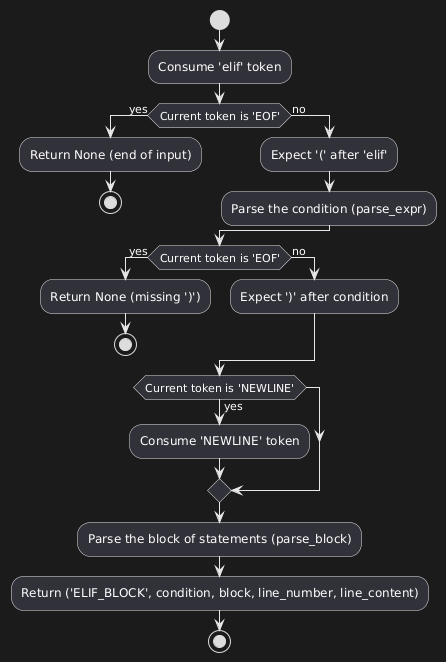 Consume 'elif' token
yes
Current token is 'EOF'
no
Return None (end of input)
Expect '(' after 'elif'
Parse the condition (parse_expr)
yes
Current token is 'EOF'
no
Return None (missing ')')
Expect ')' after condition
Current token is 'NEWLINE'
yes
Consume 'NEWLINE' token
Parse the block of statements (parse_block)
Return ('ELIF_BLOCK', condition, block, line_number, line_content)